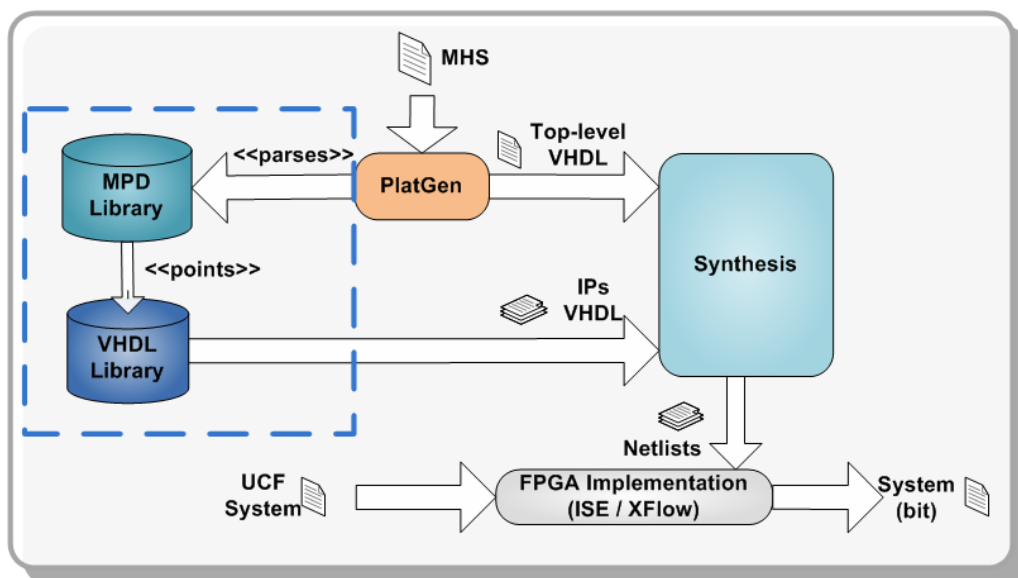 MHS
Top-level
VHDL
<<parses>>
MPD
Library
PlatGen
<<points>>
Synthesis
IPs
VHDL
VHDL
Library
Netlists
UCF
System
FPGA Implementation
(ISE / XFlow)
System
(bit)